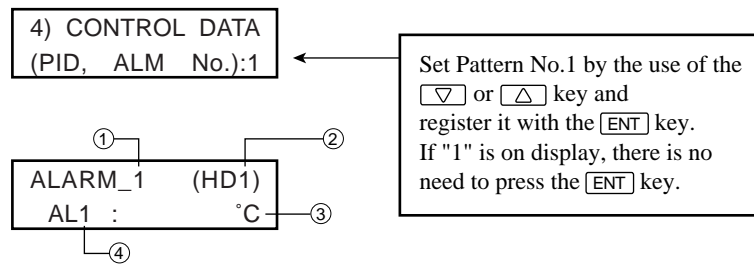 4) CONTROL DATA
(PID, ALM No.):1
Set Pattern No.1 by the use of the
▽ or △ key and
register it with the ENT key.
If "1" is on display, there is no
need to press the ENT key.
① ②
ALARM_1 (HD1)
AL1 : °C ③
④